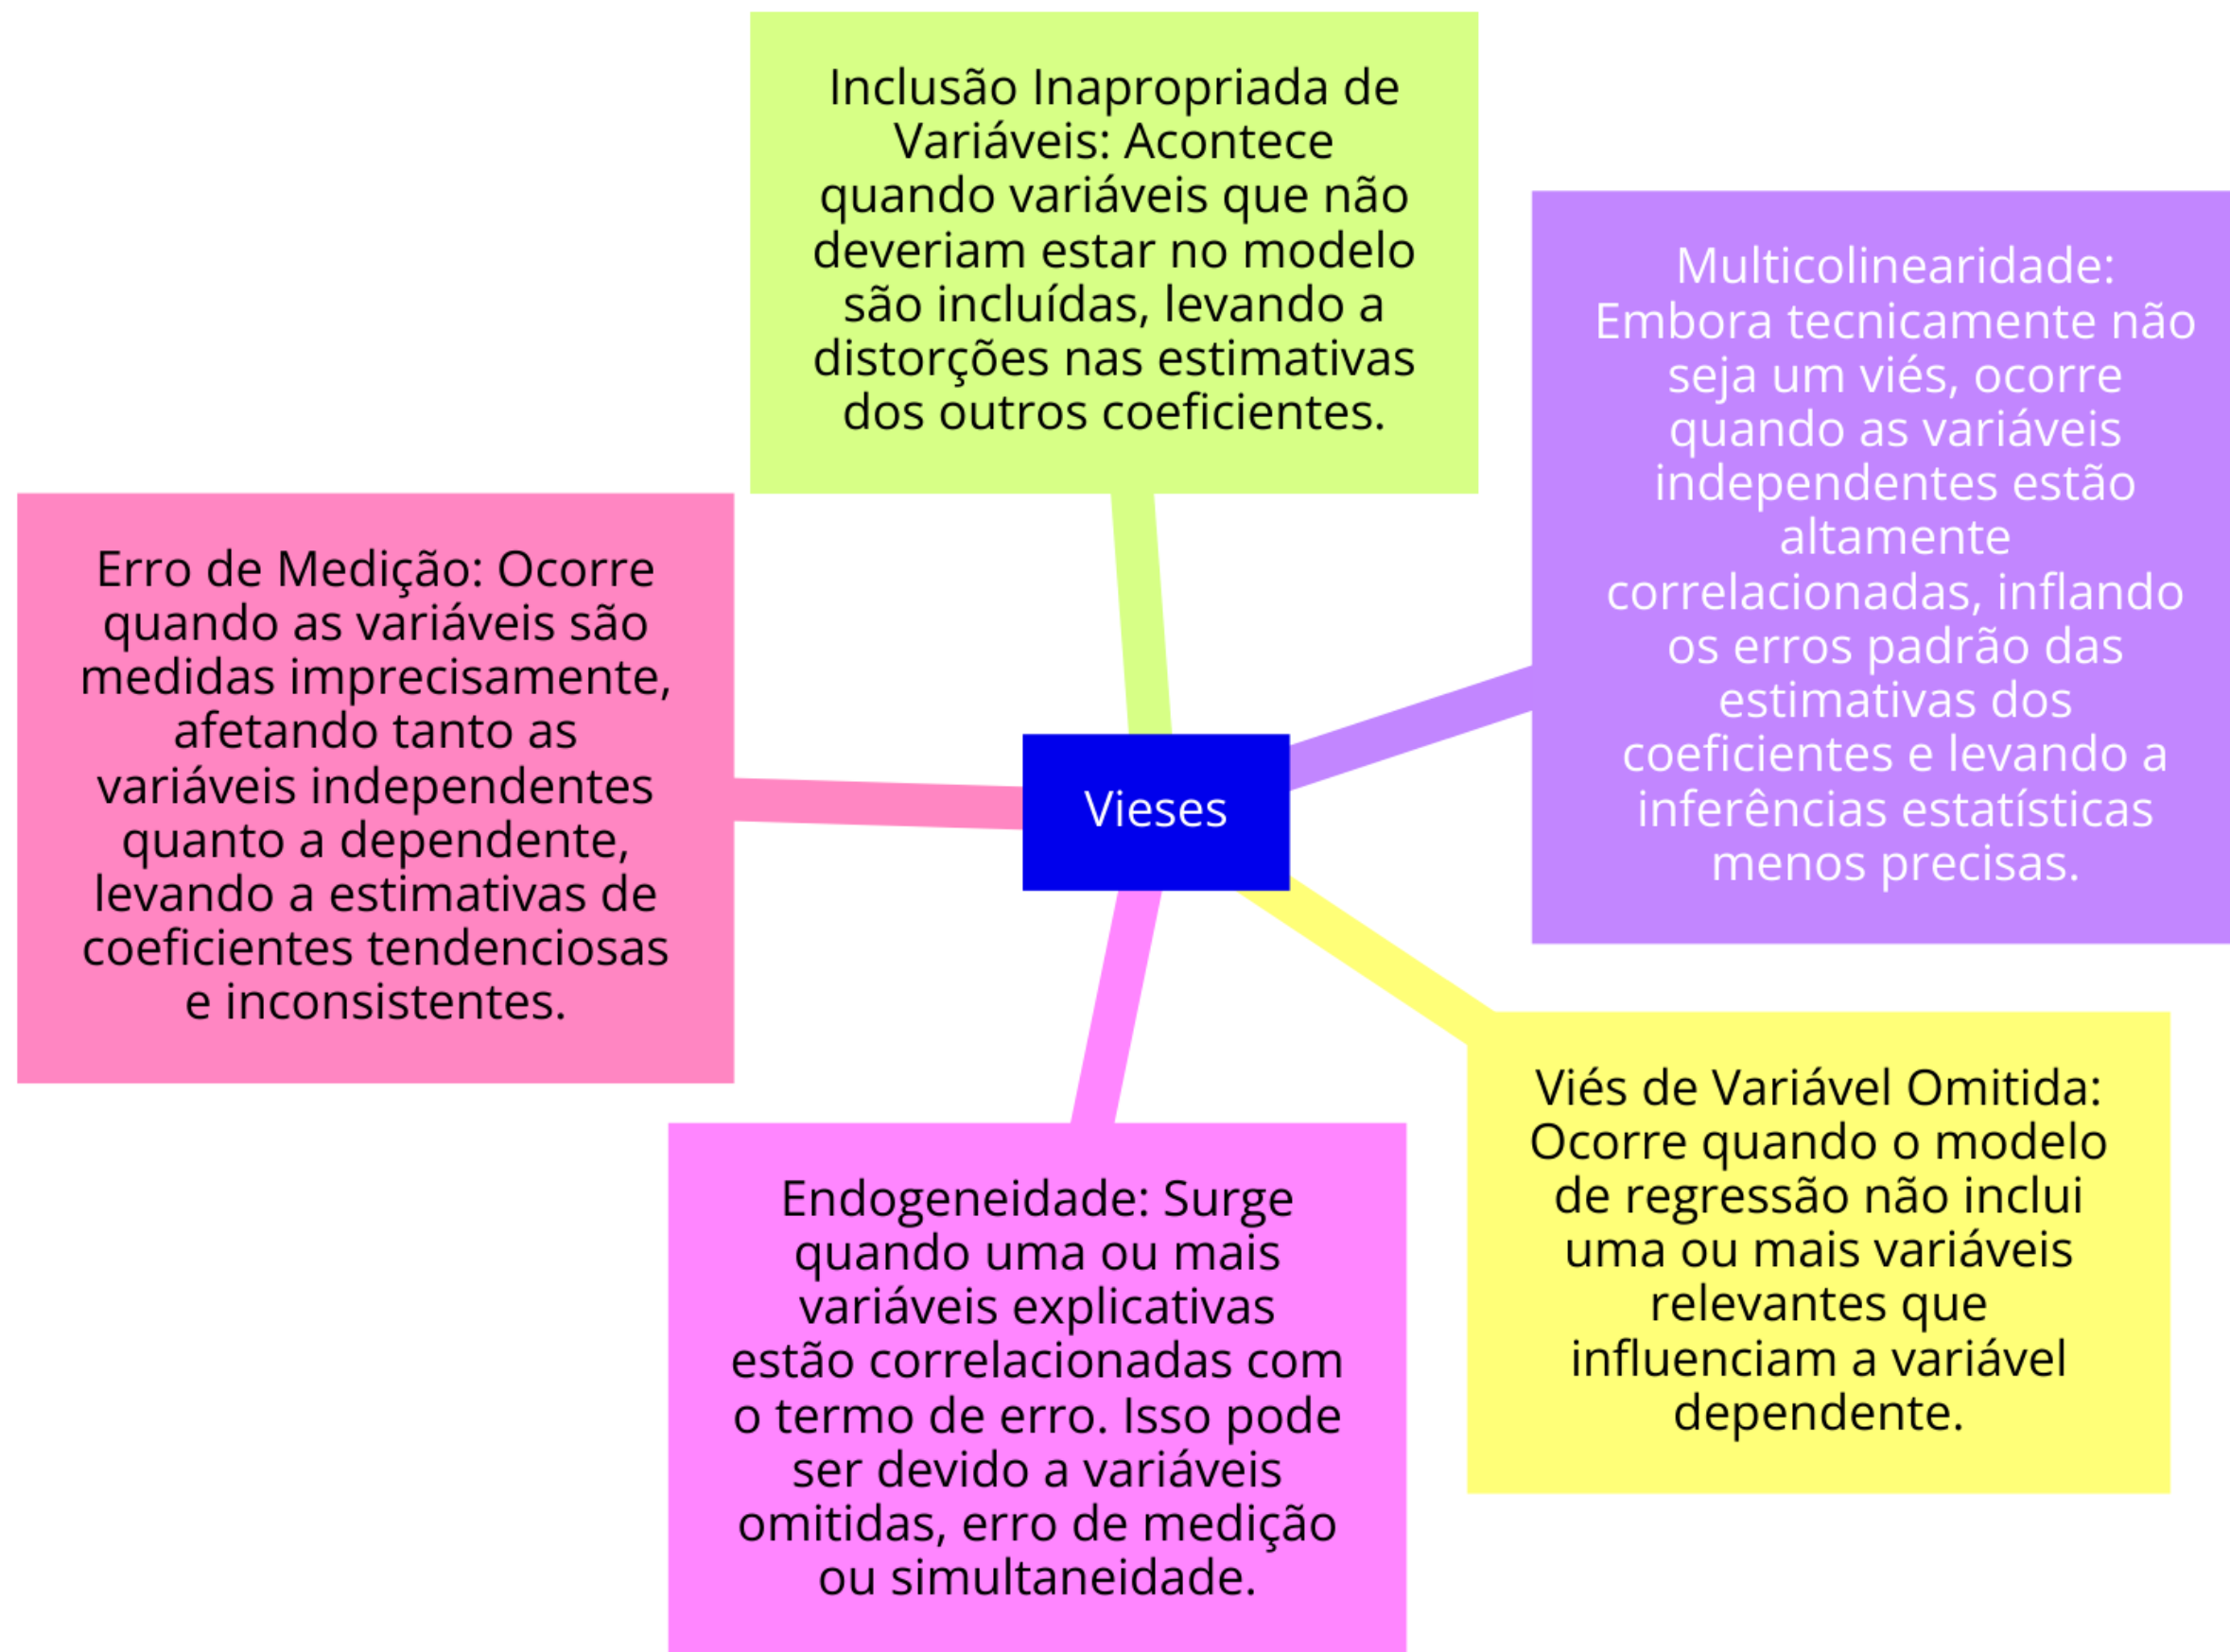 Inclusão Inapropriada de
Variáveis: Acontece
quando variáveis que não
deveriam estar no modelo
são incluídas, levando a
distorções nas estimativas
dos outros coeficientes.
Multicolinearidade:
Embora tecnicamente não
seja um viés, ocorre
quando as variáveis
independentes estão
altamente
correlacionadas, inflando
os erros padrão das
estimativas dos
coeficientes e levando a
inferências estatísticas
menos precisas.
Erro de Medição: Ocorre
quando as variáveis são
medidas imprecisamente,
afetando tanto as
variáveis independentes
quanto a dependente,
levando a estimativas de
coeficientes tendenciosas
e inconsistentes.
Vieses
Viés de Variável Omitida:
Ocorre quando o modelo
de regressão não inclui
uma ou mais variáveis
relevantes que
influenciam a variável
dependente.
Endogeneidade: Surge
quando uma ou mais
variáveis explicativas
estão correlacionadas com
o termo de erro. Isso pode
ser devido a variáveis
omitidas, erro de medição
ou simultaneidade.